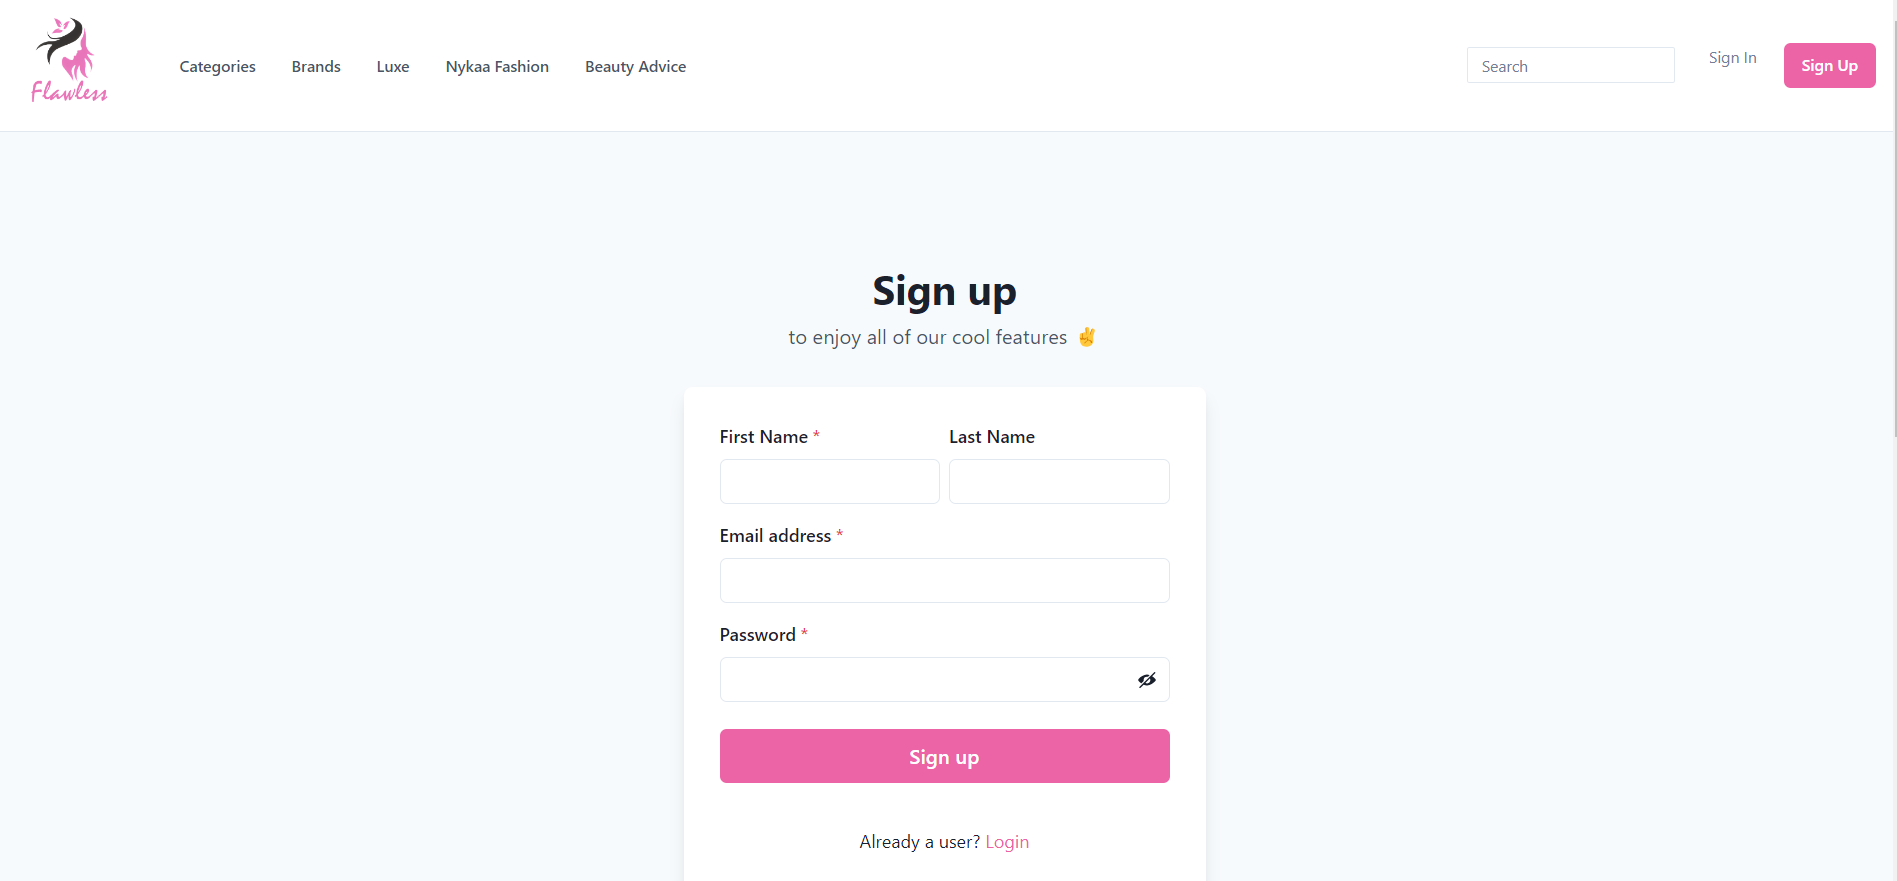 Flawless
Categories Brands Luxe Nykaa Fashion Beauty Advice Search Sign In Sign Up
Sign up
to enjoy all of our cool features ✌️
First Name * Last Name
Email address *
Password *
Sign up
Already a user? Login